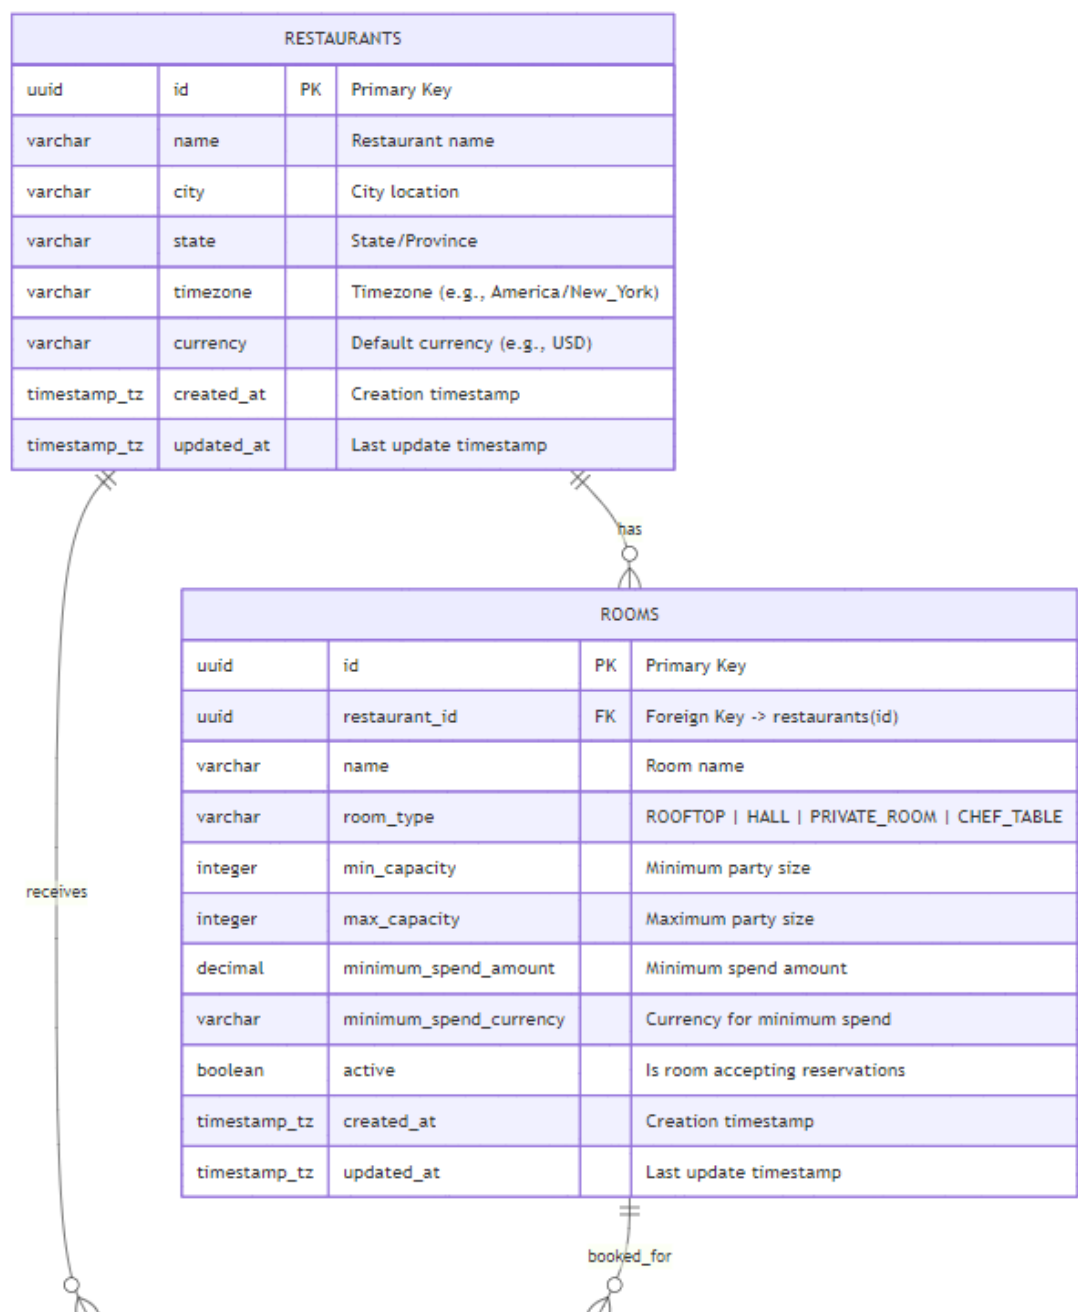 RESTAURANTS
uuid id PK Primary Key
varchar name Restaurant name
varchar city City location
varchar state State/Province
varchar timezone Timezone (e.g., America/New_York)
varchar currency Default currency (e.g., USD)
timestamp_tz created_at Creation timestamp
timestamp_tz updated_at Last update timestamp
has
ROOMS
uuid id PK Primary Key
uuid restaurant_id FK Foreign Key -> restaurants(id)
varchar name Room name
varchar room_type ROOFTOP | HALL | PRIVATE_ROOM | CHEF_TABLE
integer min_capacity Minimum party size
receives
integer max_capacity Maximum party size
decimal minimum_spend_amount Minimum spend amount
varchar minimum_spend_currency Currency for minimum spend
boolean active Is room accepting reservations
timestamp_tz created_at Creation timestamp
timestamp_tz updated_at Last update timestamp
booked_for